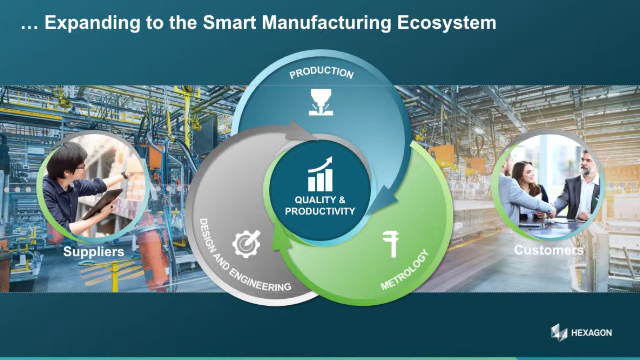 … Expanding to the Smart Manufacturing Ecosystem
PRODUCTION
QUALITY &
PRODUCTIVITY
DESIGN AND ENGINEERING
METROLOGY
Suppliers
Customers
HEXAGON